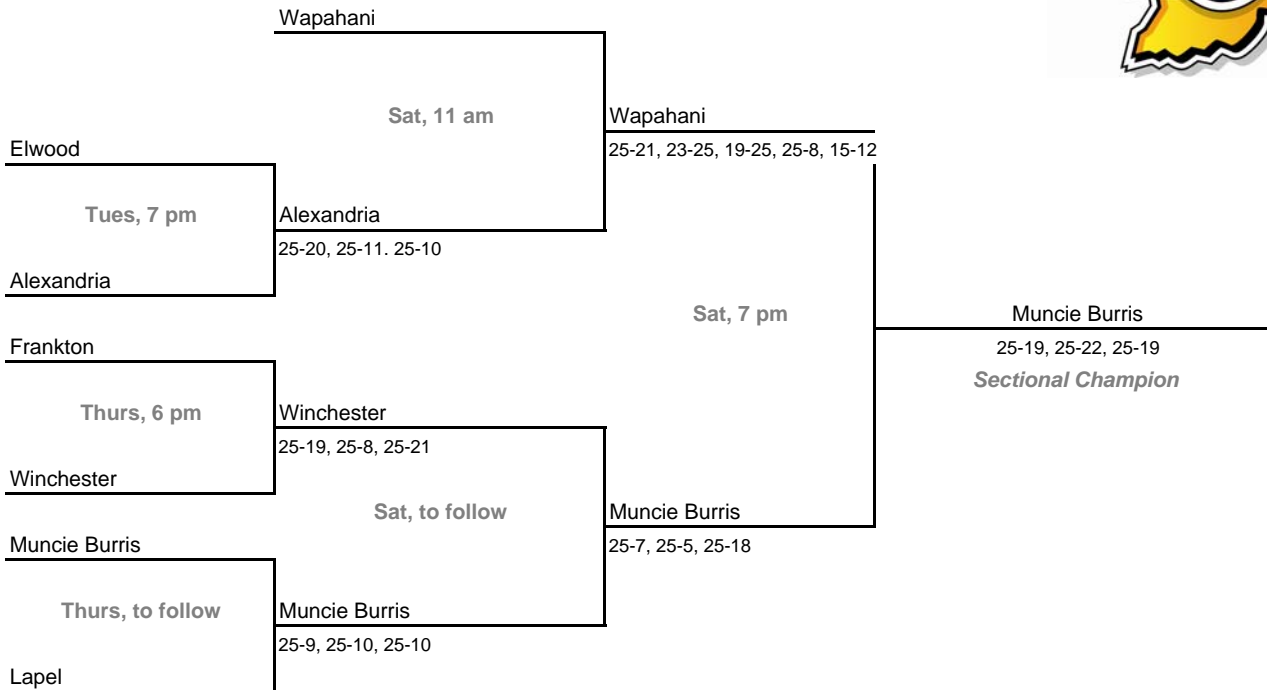 Wapahani
Sat, 11 am
Wapahani
Elwood
25-21, 23-25, 19-25, 25-8, 15-12
Tues, 7 pm
Alexandria
25-20, 25-11. 25-10
Alexandria
Sat, 7 pm
Muncie Burris
Frankton
25-19, 25-22, 25-19
Sectional Champion
Thurs, 6 pm
Winchester
25-19, 25-8, 25-21
Winchester
Sat, to follow
Muncie Burris
Muncie Burris
25-7, 25-5, 25-18
Thurs, to follow
Muncie Burris
25-9, 25-10, 25-10
Lapel